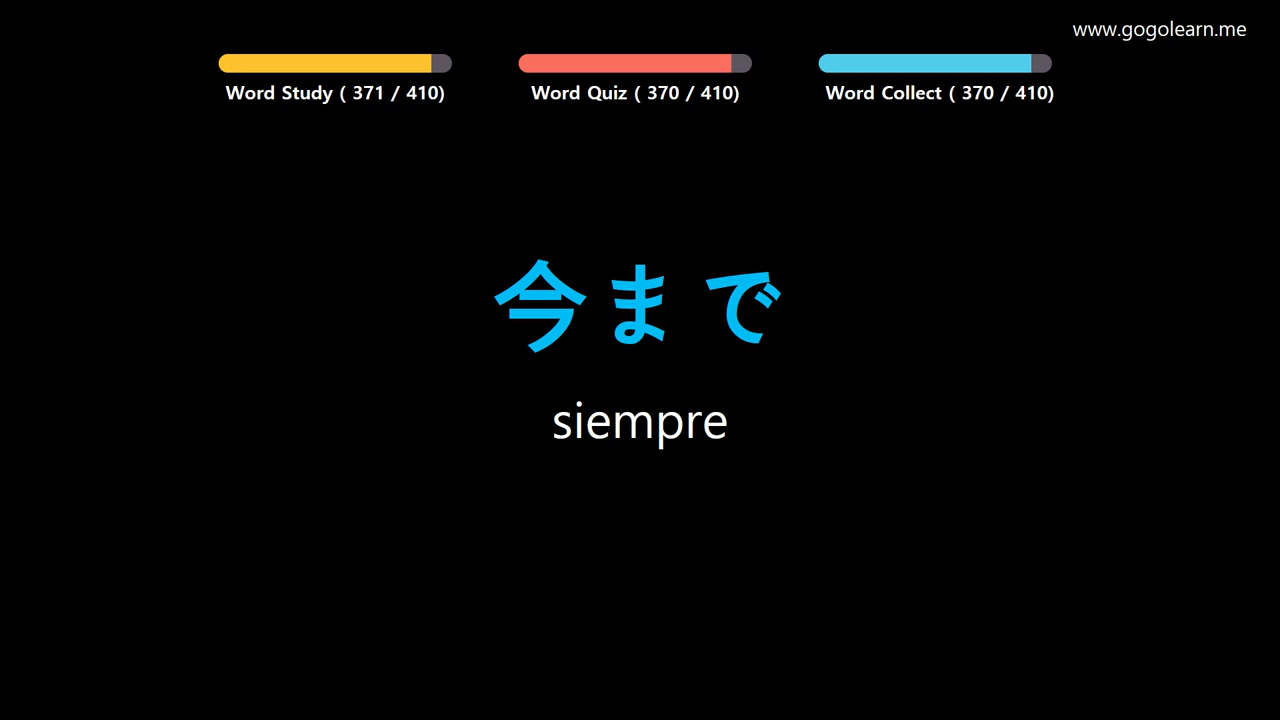 www.gogolearn.me
Word Study ( 371 / 410)
Word Quiz ( 370 / 410)
Word Collect ( 370 / 410)
今まで
siempre